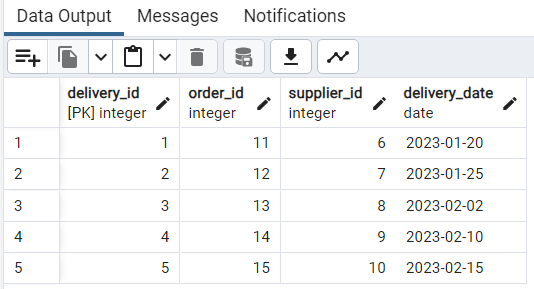 Data Output Messages Notifications
delivery_id order_id supplier_id delivery_date
[PK] integer integer integer date
1 1 11 6 2023-01-20
2 2 12 7 2023-01-25
3 3 13 8 2023-02-02
4 4 14 9 2023-02-10
5 5 15 10 2023-02-15